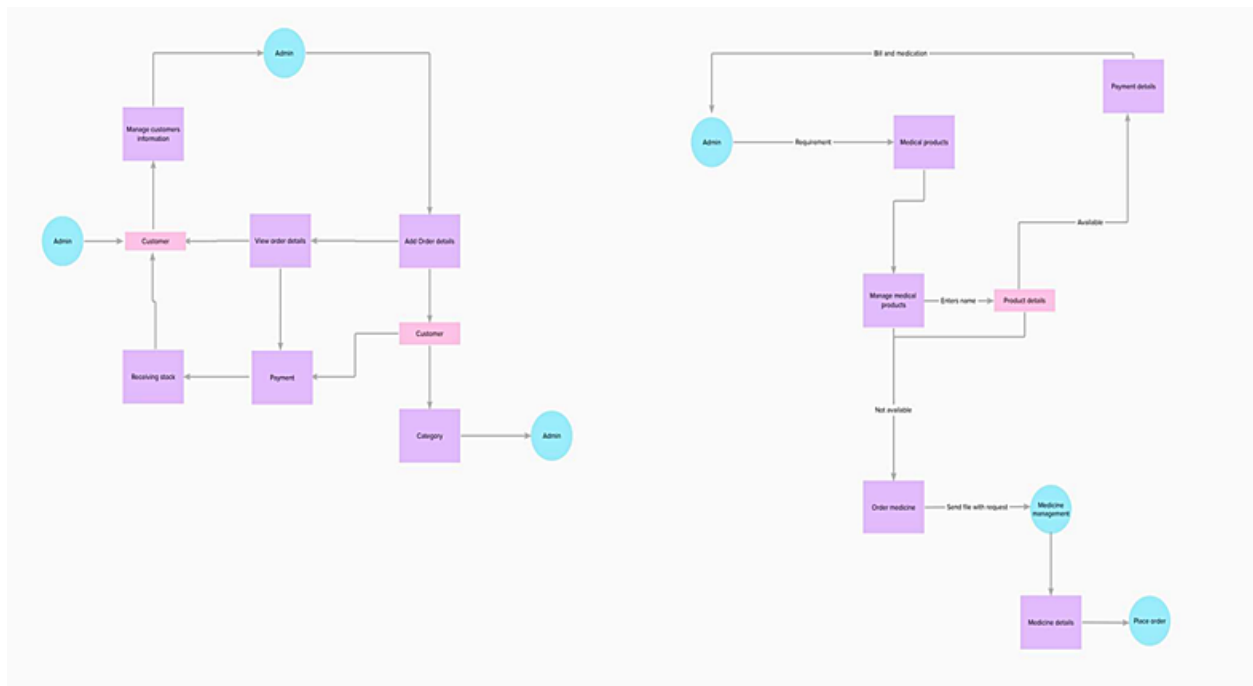 Admin
Manage customers
information
Admin
Customer
View order details
Add Order details
Customer
Receiving stock
Payment
Category
Admin
Bill and medication
Payment details
Admin
Requirement
Medical products
Available
Manage medical
products
Enters name
Product details
Not available
Order medicine
Send file with request
Medicine
management
Medicine details
Place order